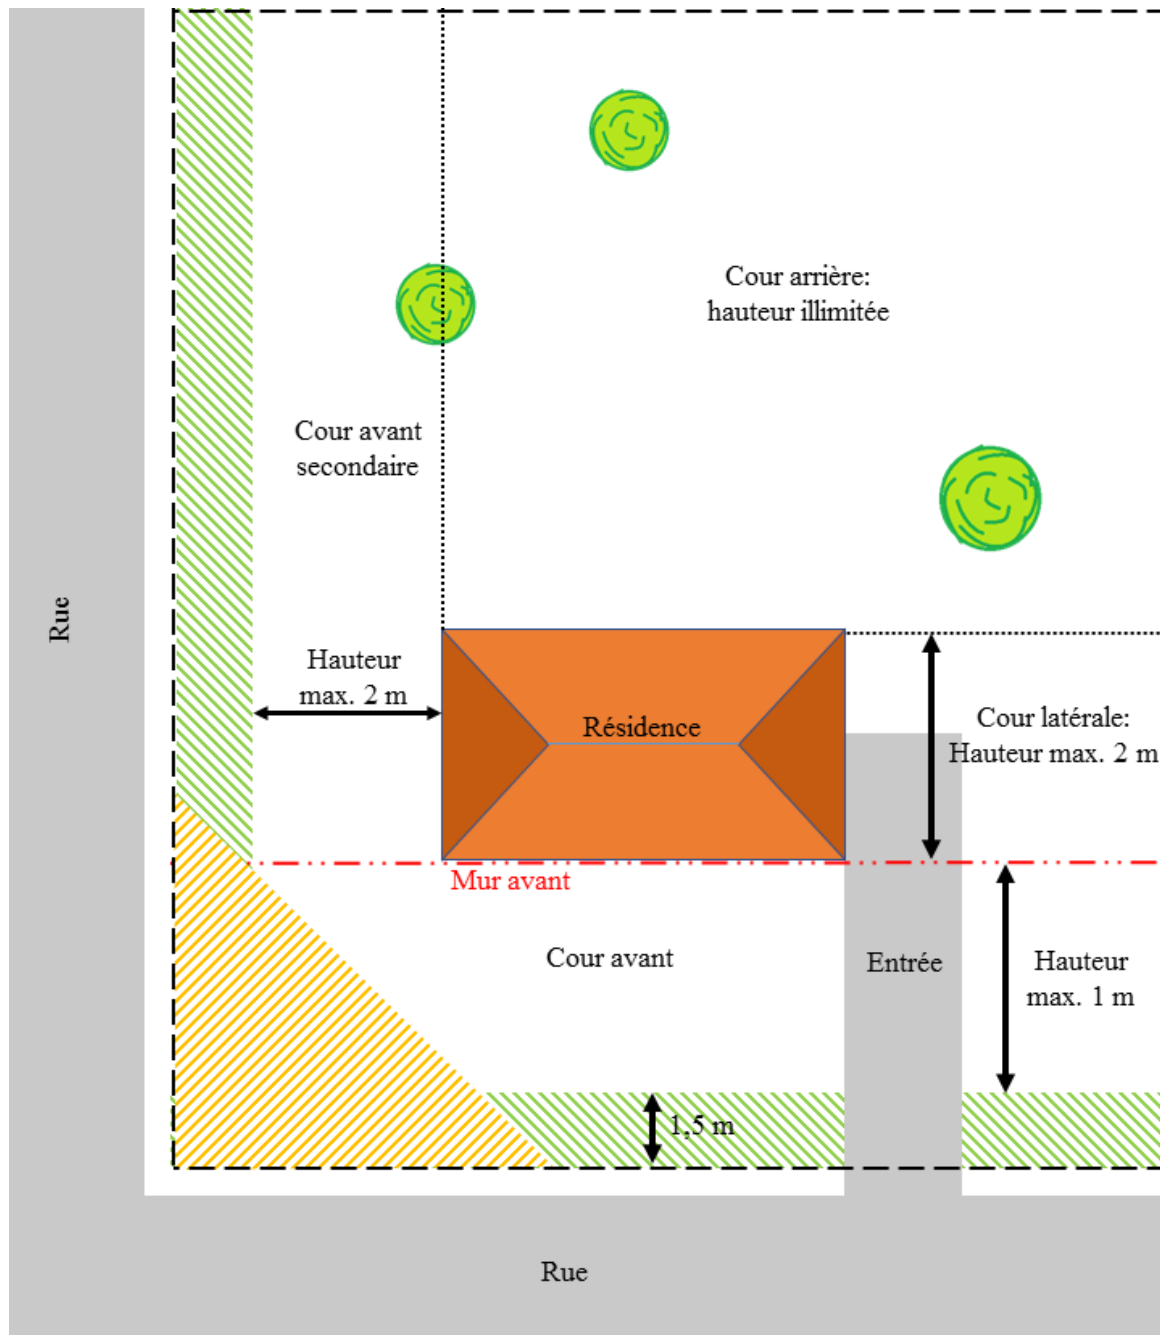 Cour arrière:
hauteur illimitée
Cour avant
secondaire
Rue
Hauteur
max. 2 m
Résidence
Cour latérale:
Hauteur max. 2 m
Mur avant
Cour avant
Entrée
Hauteur
max. 1 m
1,5 m
Rue